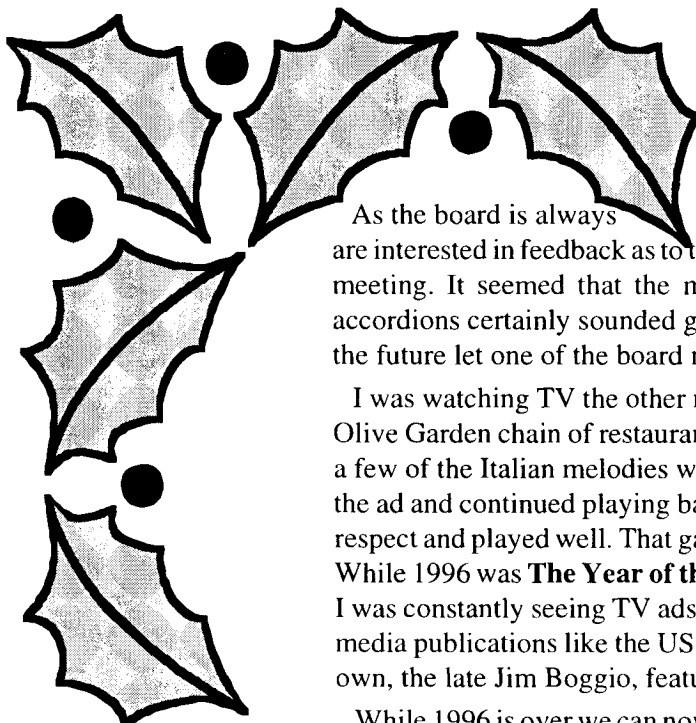 As the board is always
are interested in feedback as to t
meeting. It seemed that the m
accordions certainly sounded g
the future let one of the board
I was watching TV the other
Olive Garden chain of restaura
a few of the Italian melodies w
the ad and continued playing ba
respect and played well. That ga
While 1996 was The Year of th
I was constantly seeing TV ads
media publications like the US
own, the late Jim Boggio, featu
While 1996 is over we can no